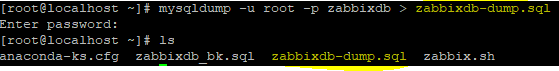 [root@localhost ~]# mysqldump -u root -p zabbixdb > zabbixdb-dump.sql
Enter password:
[root@localhost ~]# ls
anaconda-ks.cfg  zabbixdb_bk.sql  zabbixdb-dump.sql  zabbix.sh